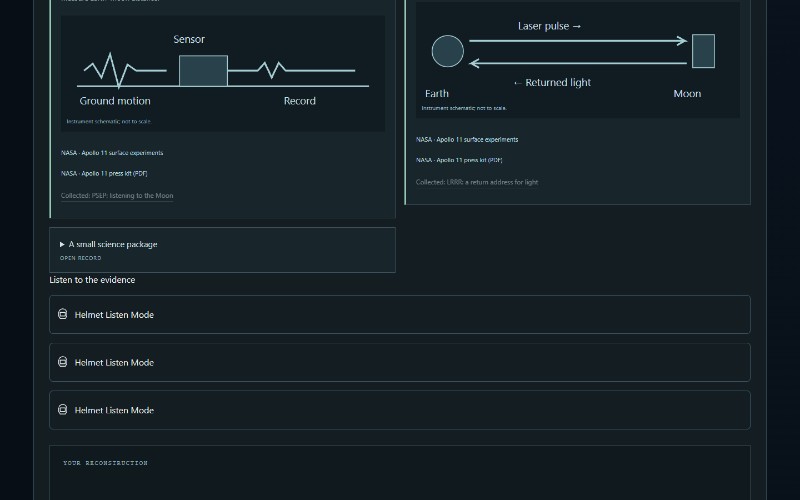 Sensor
Ground motion
Record
Instrument schematic; not to scale.
NASA - Apollo 11 surface experiments
NASA - Apollo 11 press kit (PDF)
Collected: PSEP: listening to the Moon
Laser pulse →
← Returned light
Earth
Moon
Instrument schematic; not to scale.
NASA - Apollo 11 surface experiments
NASA - Apollo 11 press kit (PDF)
Collected: LRRR: a return address for light
▶ A small science package
OPEN RECORD
Listen to the evidence
Helmet Listen Mode
Helmet Listen Mode
Helmet Listen Mode
YOUR RECONSTRUCTION